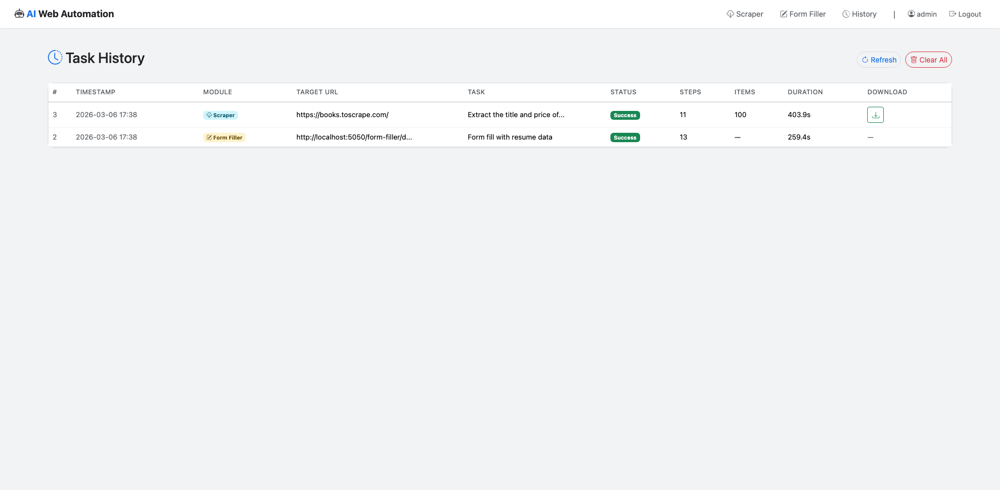 AI Web Automation Scraper Form Filler History | admin Logout
Task History Refresh Clear All
# TIMESTAMP MODULE TARGET URL TASK STATUS STEPS ITEMS DURATION DOWNLOAD
3 2026-03-06 17:38 Scraper https://books.toscrape.com/ Extract the title and price of... Success 11 100 403.9s
2 2026-03-06 17:38 Form Filler http://localhost:5050/form-filler/d... Form fill with resume data Success 13 — 259.4s —